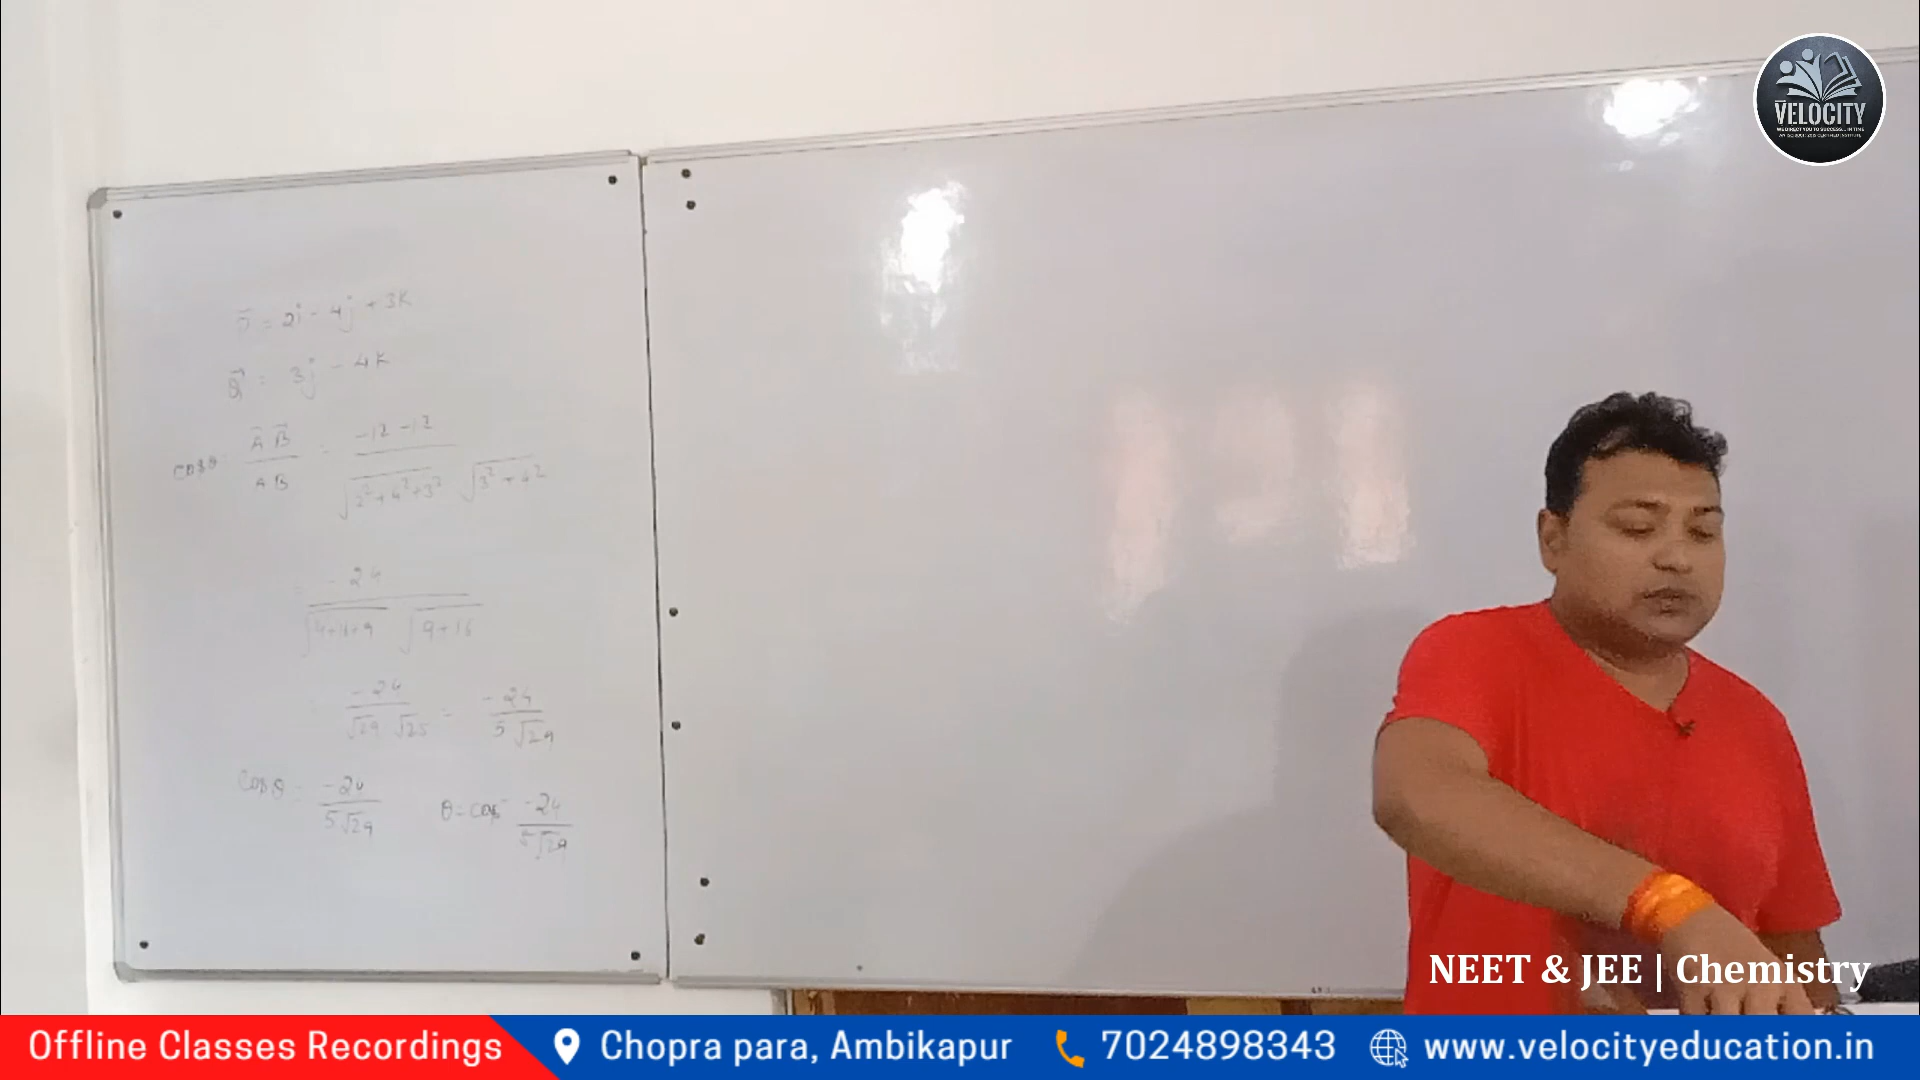 VELOCITY
= 2i - 4j + 3K
Q⃗ = 3j - 4K
cosθ A⃗ B⃗ / AB = -12 -12 / √2²+4²+3² √3²+4²
= -24 / √4+16+9 √9+16
-24 / √29 √25 = -24 / 5√29
Cosθ = -24 / 5√29 θ = cos⁻ -24 / 5√29
NEET & JEE | Chemistry
Offline Classes Recordings
Chopra para, Ambikapur
7024898343
www.velocityeducation.in